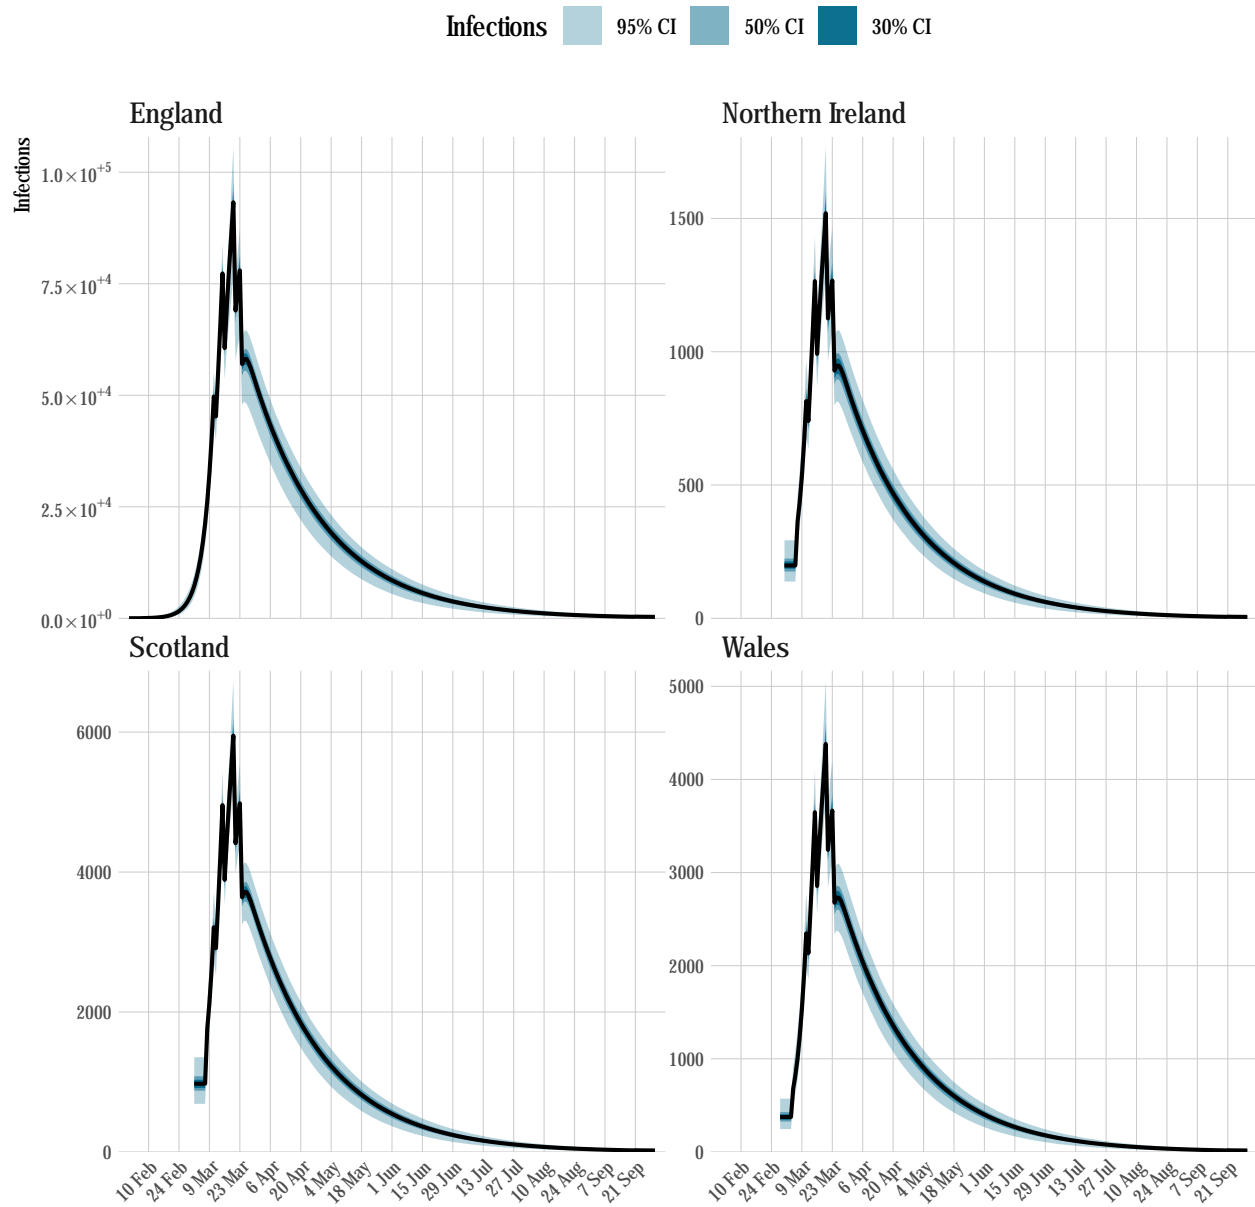 Infections 95% CI 50% CI 30% CI
England
Infections
1.0×10⁺⁵
7.5×10⁺⁴
5.0×10⁺⁴
2.5×10⁺⁴
0.0×10⁺⁰
Northern Ireland
1500
1000
500
0
Scotland
6000
4000
2000
0
10 Feb 24 Feb 9 Mar 23 Mar 6 Apr 20 Apr 4 May 18 May 1 Jun 15 Jun 29 Jun 13 Jul 27 Jul 10 Aug 24 Aug 7 Sep 21 Sep
Wales
5000
4000
3000
2000
1000
0
10 Feb 24 Feb 9 Mar 23 Mar 6 Apr 20 Apr 4 May 18 May 1 Jun 15 Jun 29 Jun 13 Jul 27 Jul 10 Aug 24 Aug 7 Sep 21 Sep